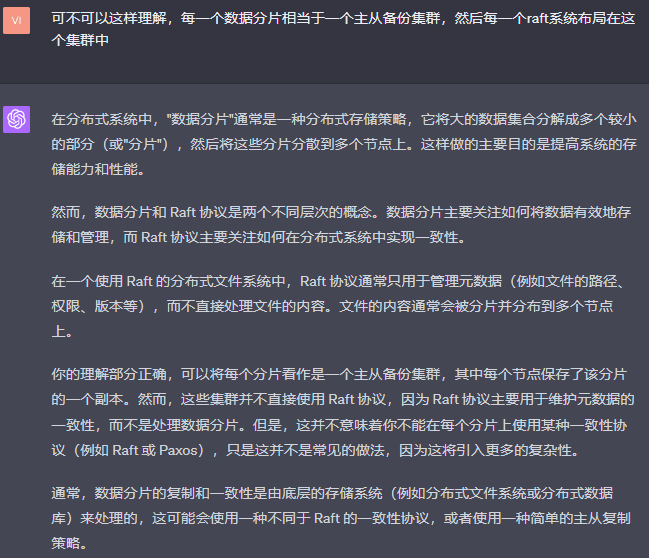 VI
可不可以这样理解，每一个数据分片相当于一个主从备份集群，然后每一个raft系统布局在这
个集群中
在分布式系统中，"数据分片"通常是一种分布式存储策略，它将大的数据集合分解成多个较小
的部分（或"分片"），然后将这些分片分散到多个节点上。这样做的主要目的是提高系统的存
储能力和性能。
然而，数据分片和 Raft 协议是两个不同层次的概念。数据分片主要关注如何将数据有效地存
储和管理，而 Raft 协议主要关注如何在分布式系统中实现一致性。
在一个使用 Raft 的分布式文件系统中，Raft 协议通常只用于管理元数据（例如文件的路径、
权限、版本等），而不直接处理文件的内容。文件的内容通常会被分片并分布到多个节点
上。
你的理解部分正确，可以将每个分片看作是一个主从备份集群，其中每个节点保存了该分片
的一个副本。然而，这些集群并不直接使用 Raft 协议，因为 Raft 协议主要用于维护元数据的
一致性，而不是处理数据分片。但是，这并不意味着你不能在每个分片上使用某种一致性协
议（例如 Raft 或 Paxos），只是这并不是常见的做法，因为这将引入更多的复杂性。
通常，数据分片的复制和一致性是由底层的存储系统（例如分布式文件系统或分布式数据
库）来处理的，这可能会使用一种不同于 Raft 的一致性协议，或者使用一种简单的主从复制
策略。